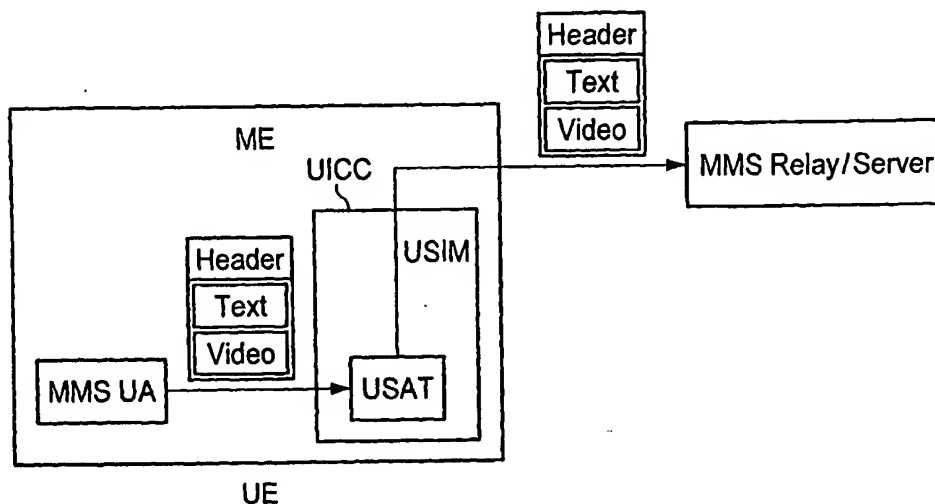 Header
Text
Video
ME
MMS Relay/Server
UICC
USIM
Header
Text
Video
MMS UA
USAT
UE